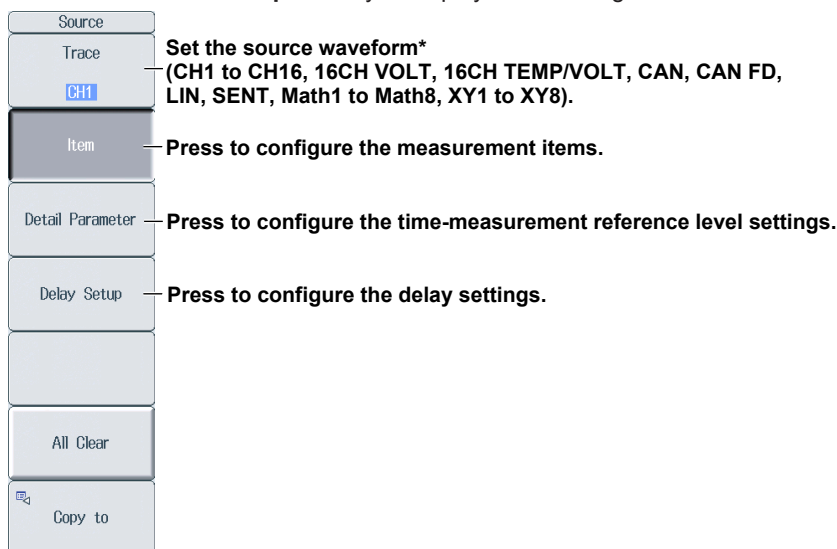 Source
Trace
CH1
Set the source waveform*
(CH1 to CH16, 16CH VOLT, 16CH TEMP/VOLT, CAN, CAN FD,
LIN, SENT, Math1 to Math8, XY1 to XY8).
Item
Press to configure the measurement items.
Detail Parameter
Press to configure the time-measurement reference level settings.
Delay Setup
Press to configure the delay settings.
All Clear
Copy to